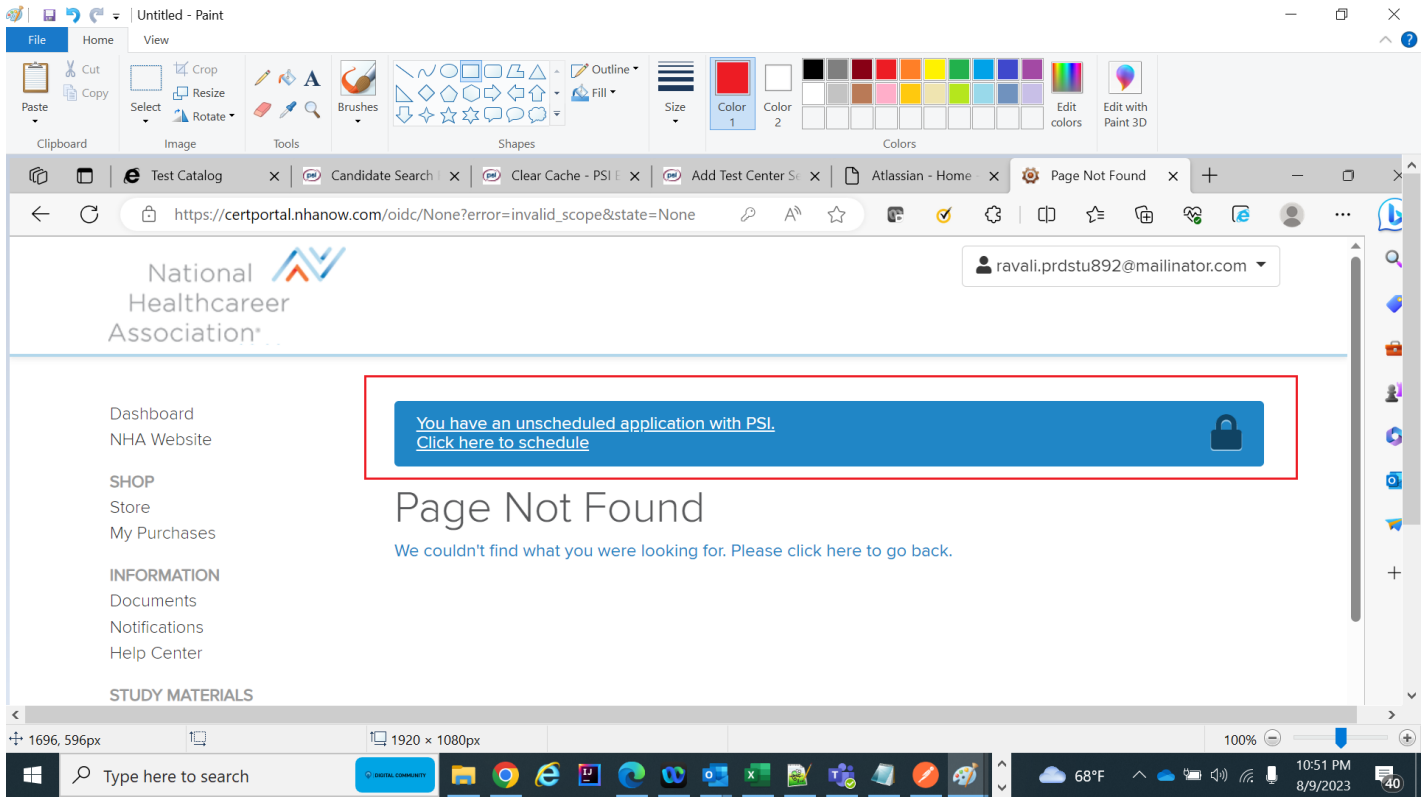 Untitled - Paint
File Home View
Paste
Cut
Copy
Clipboard
Select
Crop
Resize
Rotate
Image
Tools
Brushes
Shapes
Outline
Fill
Size
Color 1
Color 2
Edit colors
Colors
Edit with Paint 3D
Test Catalog
Candidate Search
Clear Cache - PSI
Add Test Center Se
Atlassian - Home -
Page Not Found
https://certportal.nhanow.com/oidc/None?error=invalid_scope&state=None
National
Healthcareer
Association
ravali.prdstu892@mailinator.com
You have an unscheduled application with PSI.
Click here to schedule
Dashboard
NHA Website
SHOP
Store
My Purchases
INFORMATION
Documents
Notifications
Help Center
STUDY MATERIALS
Page Not Found
We couldn't find what you were looking for. Please click here to go back.
1696, 596px
1920 × 1080px
100%
Type here to search
DIGITAL COMMUNITY
68°F
10:51 PM
8/9/2023
40